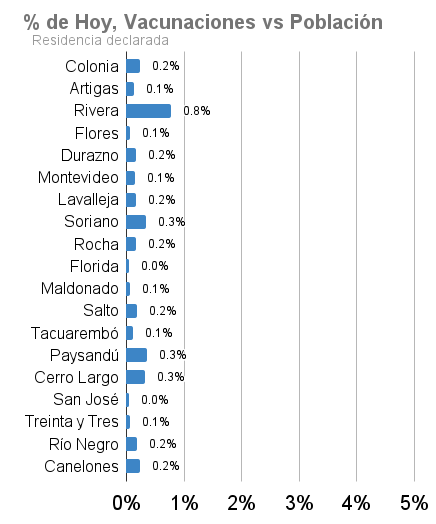 % de Hoy, Vacunaciones vs Población
Residencia declarada
Colonia 0.2%
Artigas 0.1%
Rivera 0.8%
Flores 0.1%
Durazno 0.2%
Montevideo 0.1%
Lavalleja 0.2%
Soriano 0.3%
Rocha 0.2%
Florida 0.0%
Maldonado 0.1%
Salto 0.2%
Tacuarembó 0.1%
Paysandú 0.3%
Cerro Largo 0.3%
San José 0.0%
Treinta y Tres 0.1%
Río Negro 0.2%
Canelones 0.2%
0% 1% 2% 3% 4% 5%